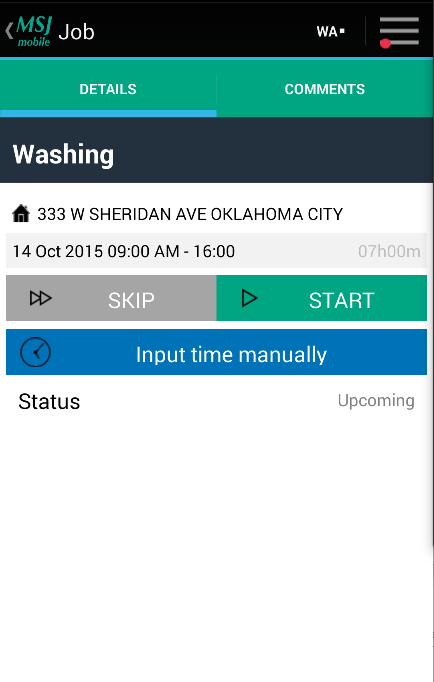 MSJ mobile Job WA
DETAILS COMMENTS
Washing
333 W SHERIDAN AVE OKLAHOMA CITY
14 Oct 2015 09:00 AM - 16:00 07h00m
SKIP START
Input time manually
Status Upcoming